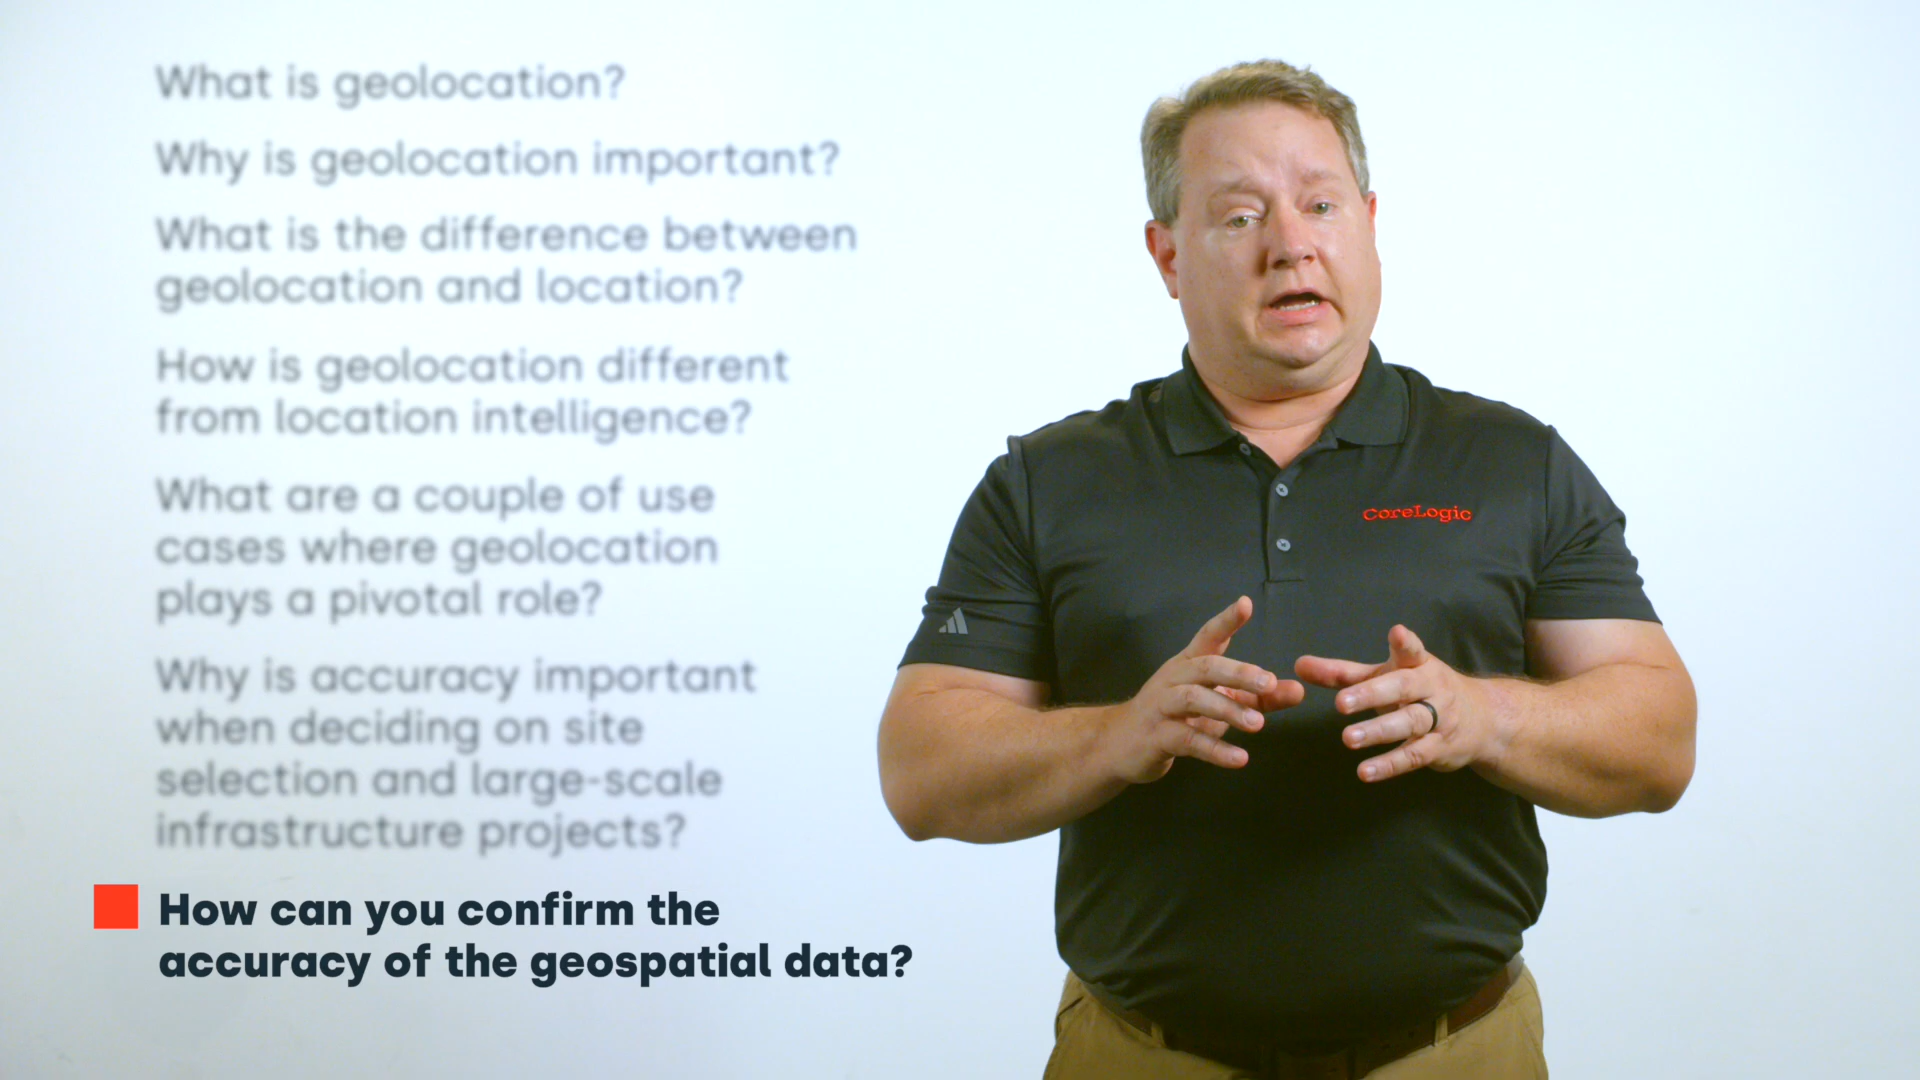 What is geolocation?
Why is geolocation important?
What is the difference between
geolocation and location?
How is geolocation different
from location intelligence?
What are a couple of use
cases where geolocation
plays a pivotal role?
Why is accuracy important
when deciding on site
selection and large-scale
infrastructure projects?
How can you confirm the
accuracy of the geospatial data?
CoreLogic